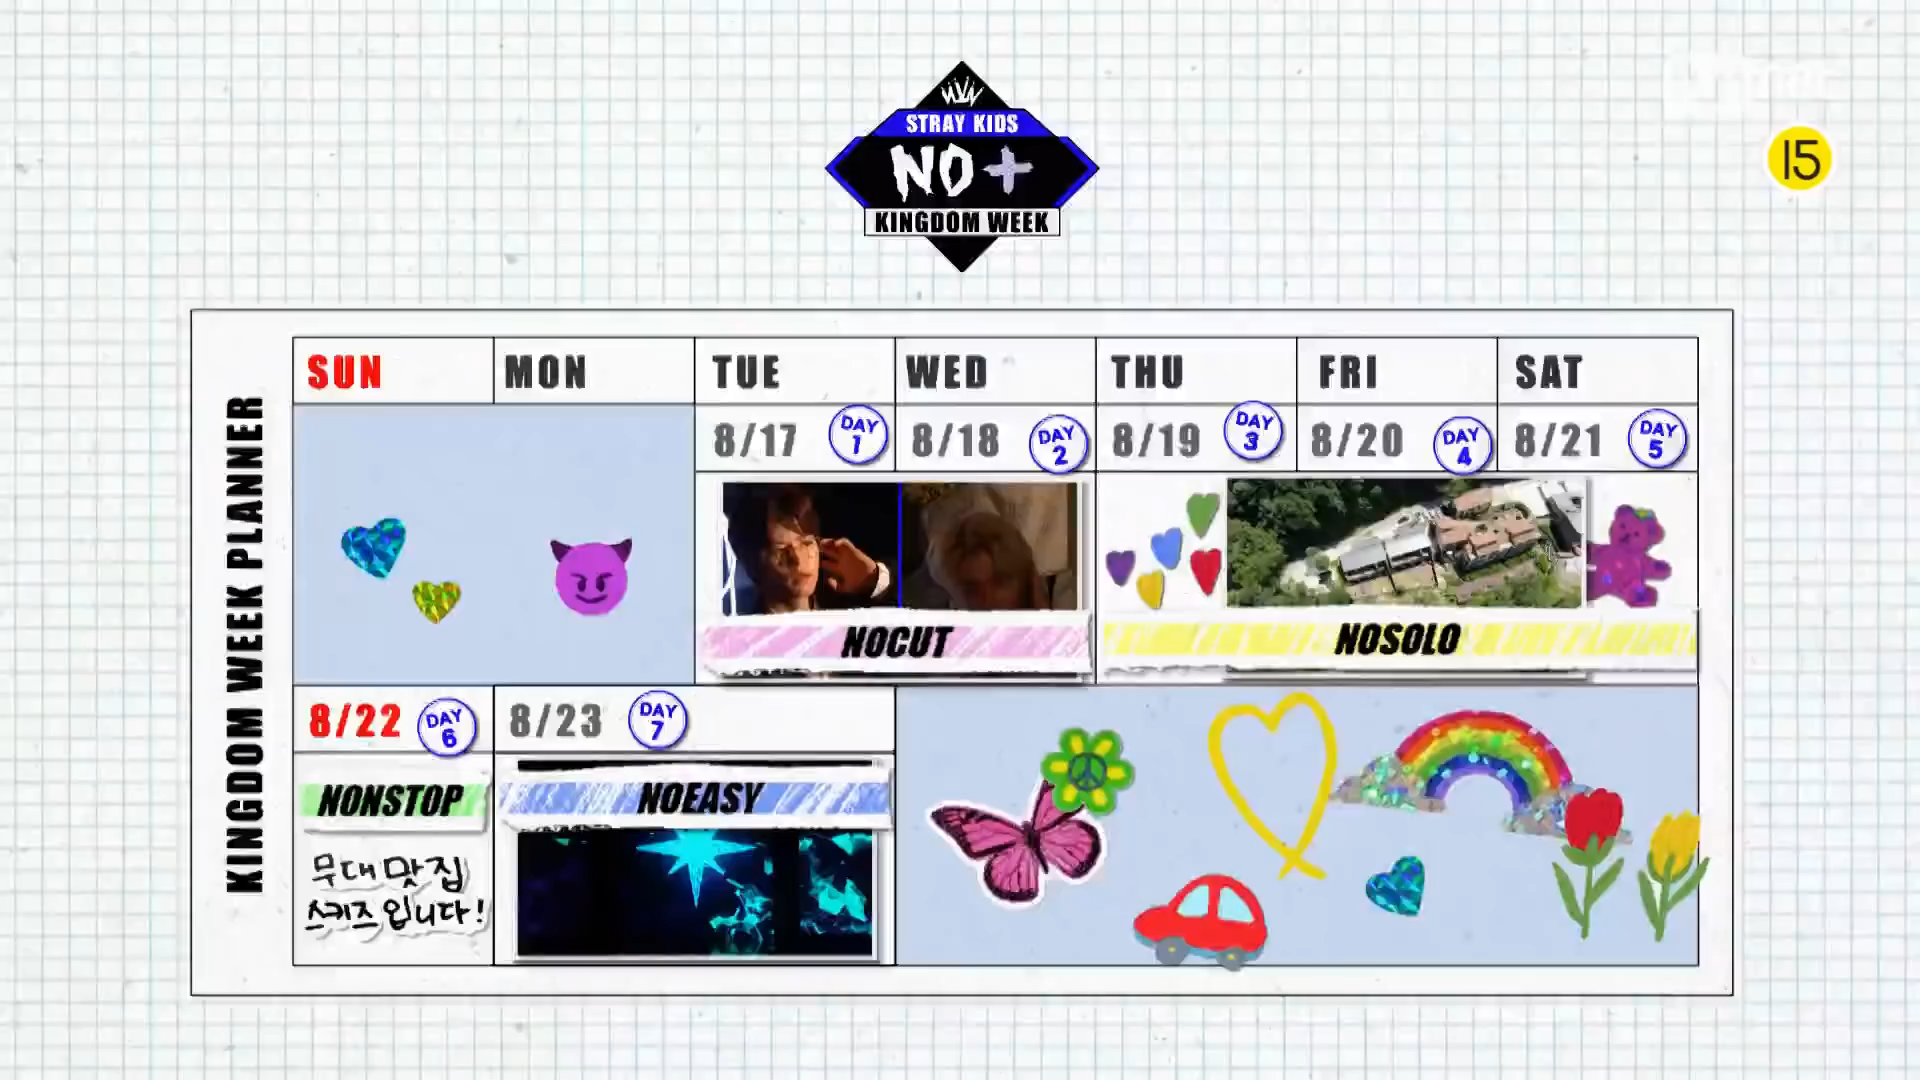 STRAY KIDS
NO+
KINGDOM WEEK
15
KINGDOM WEEK PLANNER
SUN MON TUE WED THU FRI SAT
8/17 DAY 1 8/18 DAY 2 8/19 DAY 3 8/20 DAY 4 8/21 DAY 5
NOCUT NOSOLO
8/22 DAY 6 8/23 DAY 7
NONSTOP NOEASY
무대 맛집
스키즈입니다!